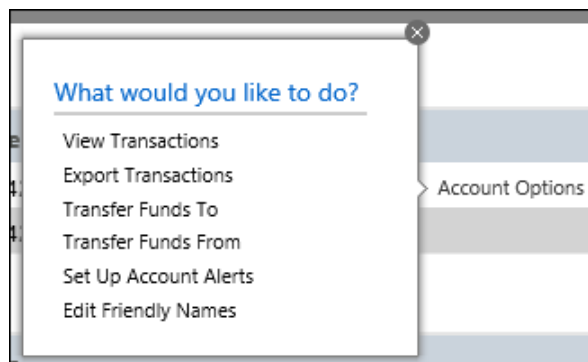 What would you like to do?
View Transactions
Export Transactions
Transfer Funds To
Account Options
Transfer Funds From
Set Up Account Alerts
Edit Friendly Names